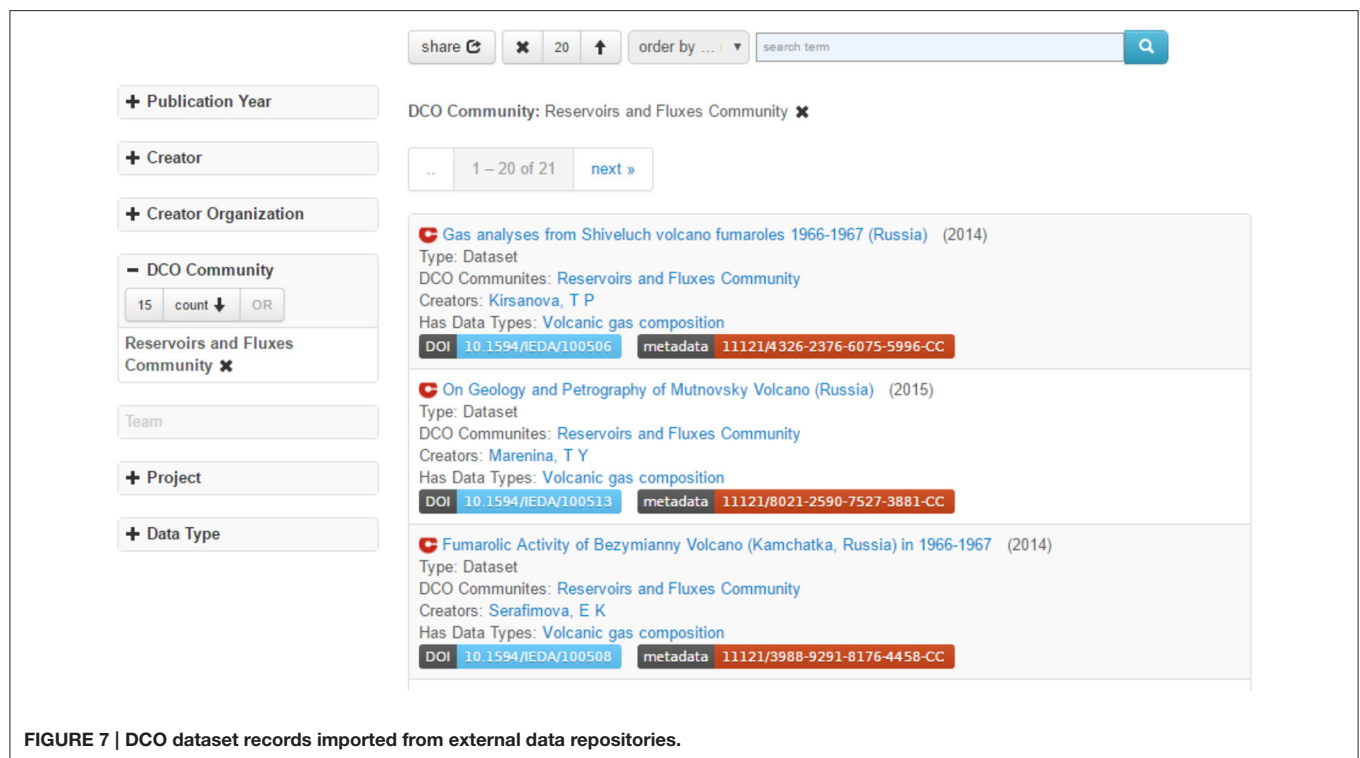 share 20 order by ... search term
+ Publication Year
+ Creator
+ Creator Organization
− DCO Community
15 count OR
Reservoirs and Fluxes
Community ✖
Team
+ Project
+ Data Type
DCO Community: Reservoirs and Fluxes Community ✖
.. 1 – 20 of 21 next »
Gas analyses from Shiveluch volcano fumaroles 1966-1967 (Russia) (2014)
Type: Dataset
DCO Communites: Reservoirs and Fluxes Community
Creators: Kirsanova, T P
Has Data Types: Volcanic gas composition
DOI 10.1594/IEDA/100506 metadata 11121/4326-2376-6075-5996-CC
On Geology and Petrography of Mutnovsky Volcano (Russia) (2015)
Type: Dataset
DCO Communites: Reservoirs and Fluxes Community
Creators: Marenina, T Y
Has Data Types: Volcanic gas composition
DOI 10.1594/IEDA/100513 metadata 11121/8021-2590-7527-3881-CC
Fumarolic Activity of Bezymianny Volcano (Kamchatka, Russia) in 1966-1967 (2014)
Type: Dataset
DCO Communites: Reservoirs and Fluxes Community
Creators: Serafimova, E K
Has Data Types: Volcanic gas composition
DOI 10.1594/IEDA/100508 metadata 11121/3988-9291-8176-4458-CC
FIGURE 7 | DCO dataset records imported from external data repositories.